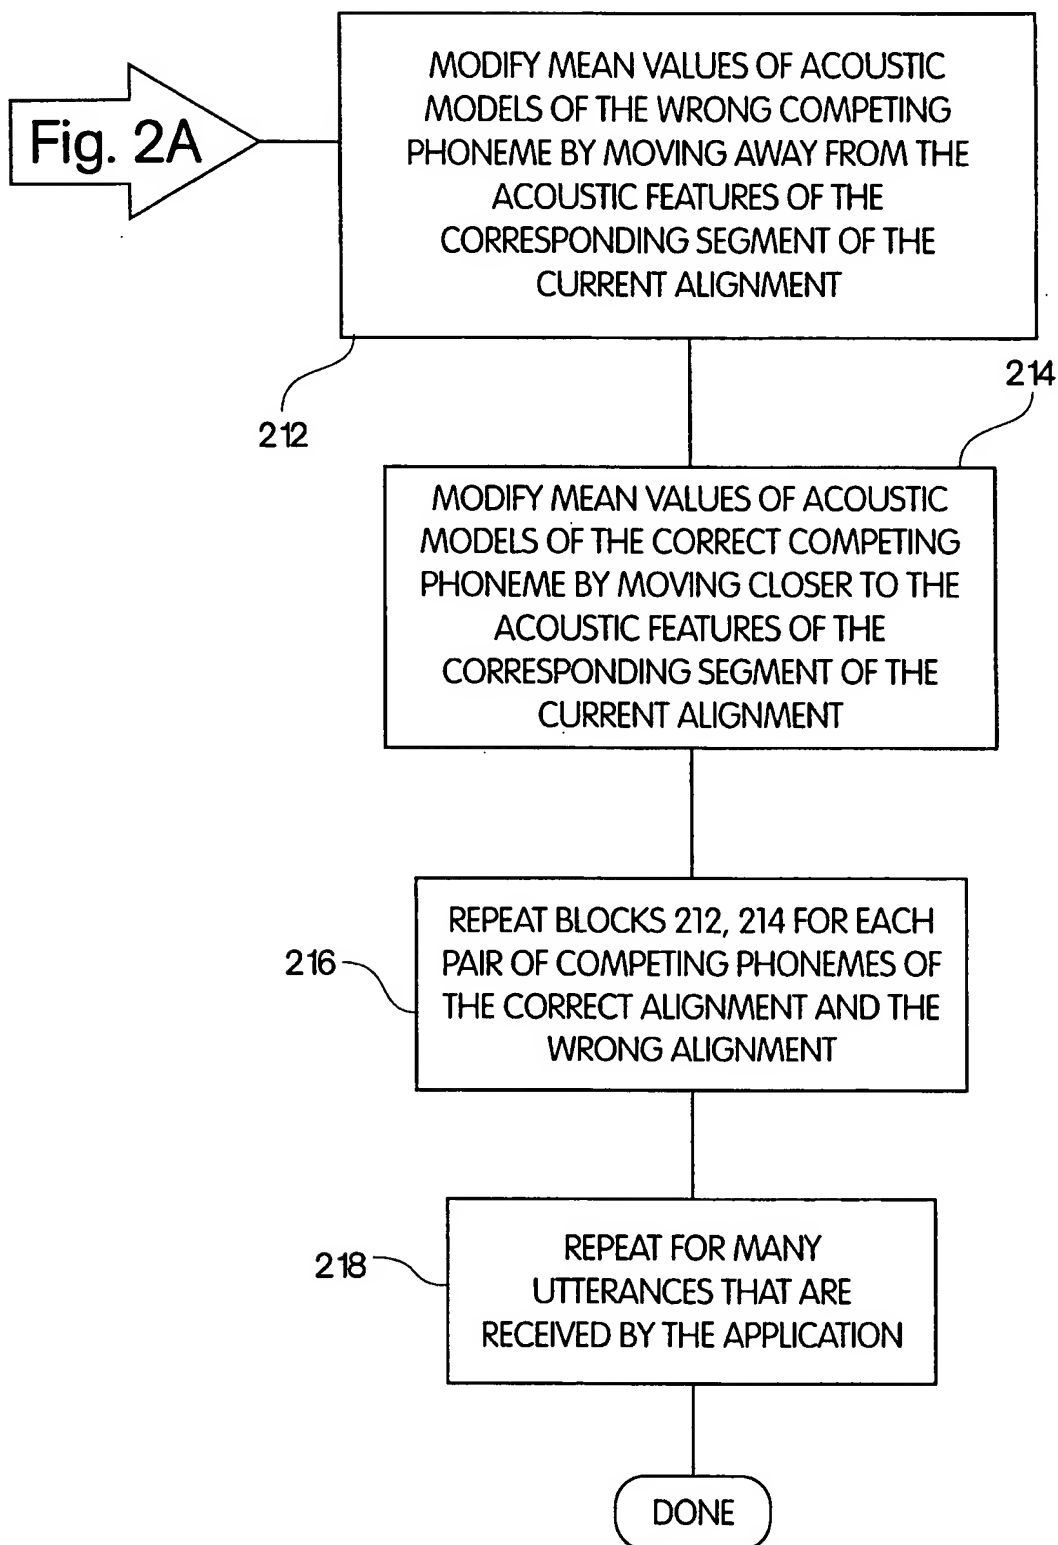 MODIFY MEAN VALUES OF ACOUSTIC
MODELS OF THE WRONG COMPETING
PHONEME BY MOVING AWAY FROM THE
ACOUSTIC FEATURES OF THE
CORRESPONDING SEGMENT OF THE
CURRENT ALIGNMENT
Fig. 2A
212
214
MODIFY MEAN VALUES OF ACOUSTIC
MODELS OF THE CORRECT COMPETING
PHONEME BY MOVING CLOSER TO THE
ACOUSTIC FEATURES OF THE
CORRESPONDING SEGMENT OF THE
CURRENT ALIGNMENT
REPEAT BLOCKS 212, 214 FOR EACH
PAIR OF COMPETING PHONEMES OF
THE CORRECT ALIGNMENT AND THE
WRONG ALIGNMENT
216
REPEAT FOR MANY
UTTERANCES THAT ARE
RECEIVED BY THE APPLICATION
218
DONE